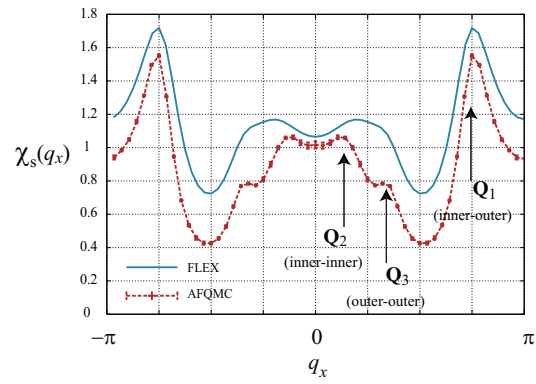 1.8
1.6
1.4
1.2
1
0.8
0.6
0.4
0.2
0
χs(qx)
Q1
(inner-outer)
Q2
(inner-inner)
Q3
(outer-outer)
FLEX
AFQMC
−π
0
π
qx